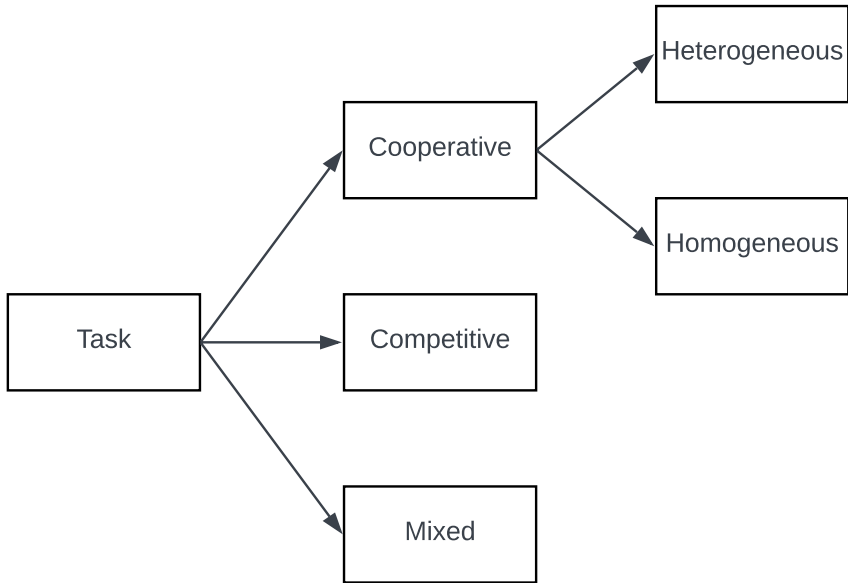 Heterogeneous
Cooperative
Homogeneous
Task
Competitive
Mixed